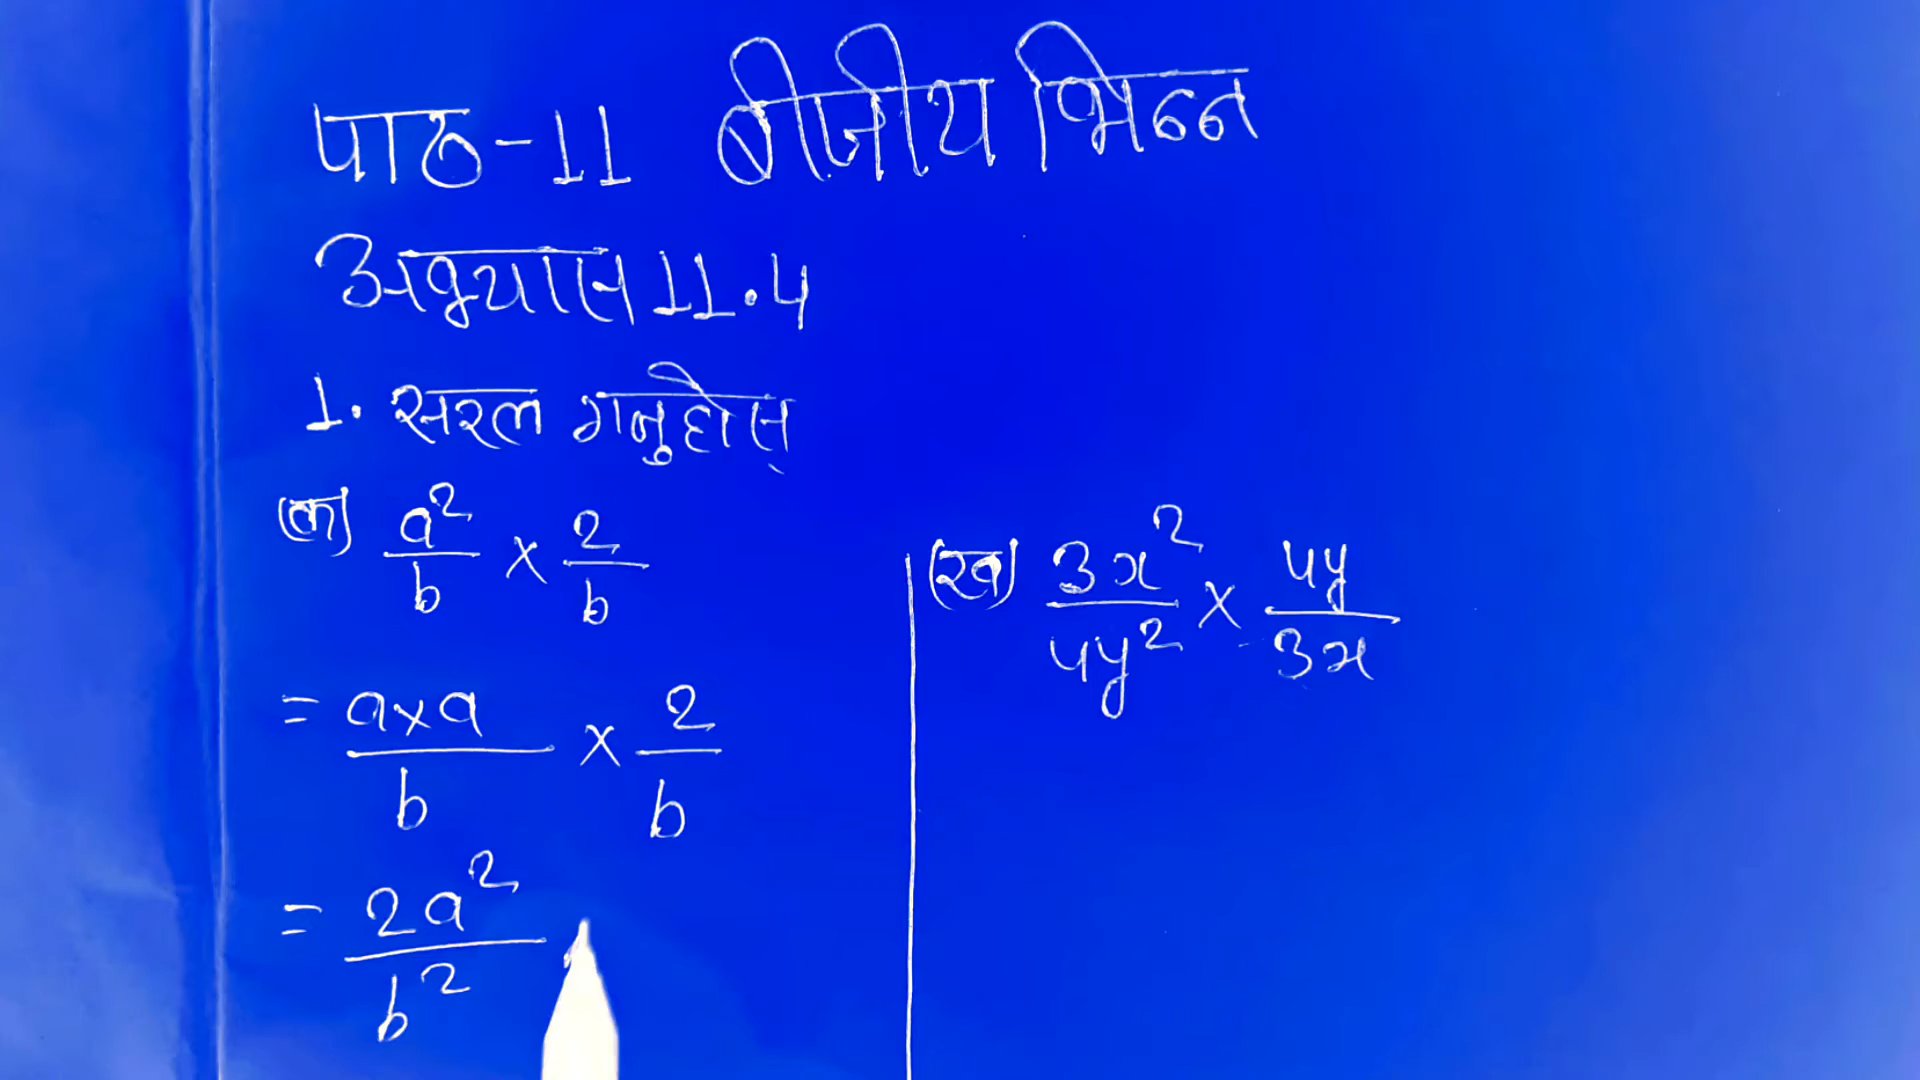 पाठ-11 बीजीय भिन्न
अभ्यास 11.4
1. सरल गर्नुहोस्
(क) a²/b × 2/b
= a×a/b × 2/b
= 2a²/b²
(ख) 3x²/4y² × 4y/3x